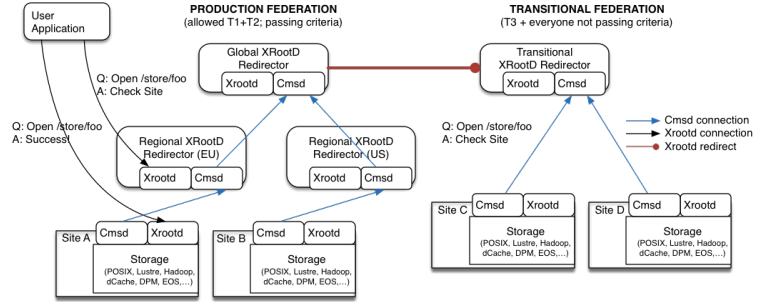 PRODUCTION FEDERATION
(allowed T1+T2; passing criteria)
TRANSITIONAL FEDERATION
(T3 + everyone not passing criteria)
User
Application
Global XRootD
Redirector
Xrootd
Cmsd
Transitional
XRootD Redirector
Xrootd
Cmsd
Q: Open /store/foo
A: Check Site
Q: Open /store/foo
A: Success!
Q: Open /store/foo
A: Check Site
Cmsd connection
Xrootd connection
Xrootd redirect
Regional XRootD
Redirector (EU)
Xrootd
Cmsd
Regional XRootD
Redirector (US)
Xrootd
Cmsd
Site A
Cmsd
Xrootd
Storage
(POSIX, Lustre, Hadoop,
dCache, DPM, EOS,...)
Site B
Cmsd
Xrootd
Storage
(POSIX, Lustre, Hadoop,
dCache, DPM, EOS,...)
Site C
Cmsd
Xrootd
Storage
(POSIX, Lustre, Hadoop,
dCache, DPM, EOS,...)
Site D
Cmsd
Xrootd
Storage
(POSIX, Lustre, Hadoop,
dCache, DPM, EOS,...)